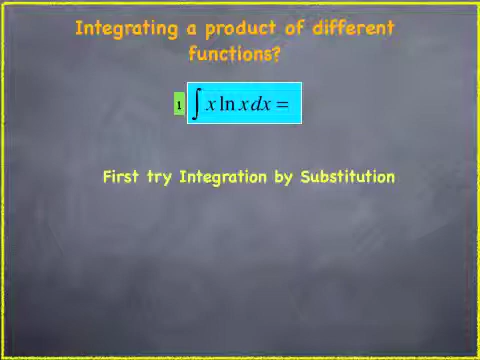 Integrating a product of different
functions?
1 ∫ x ln x dx =
First try Integration by Substitution